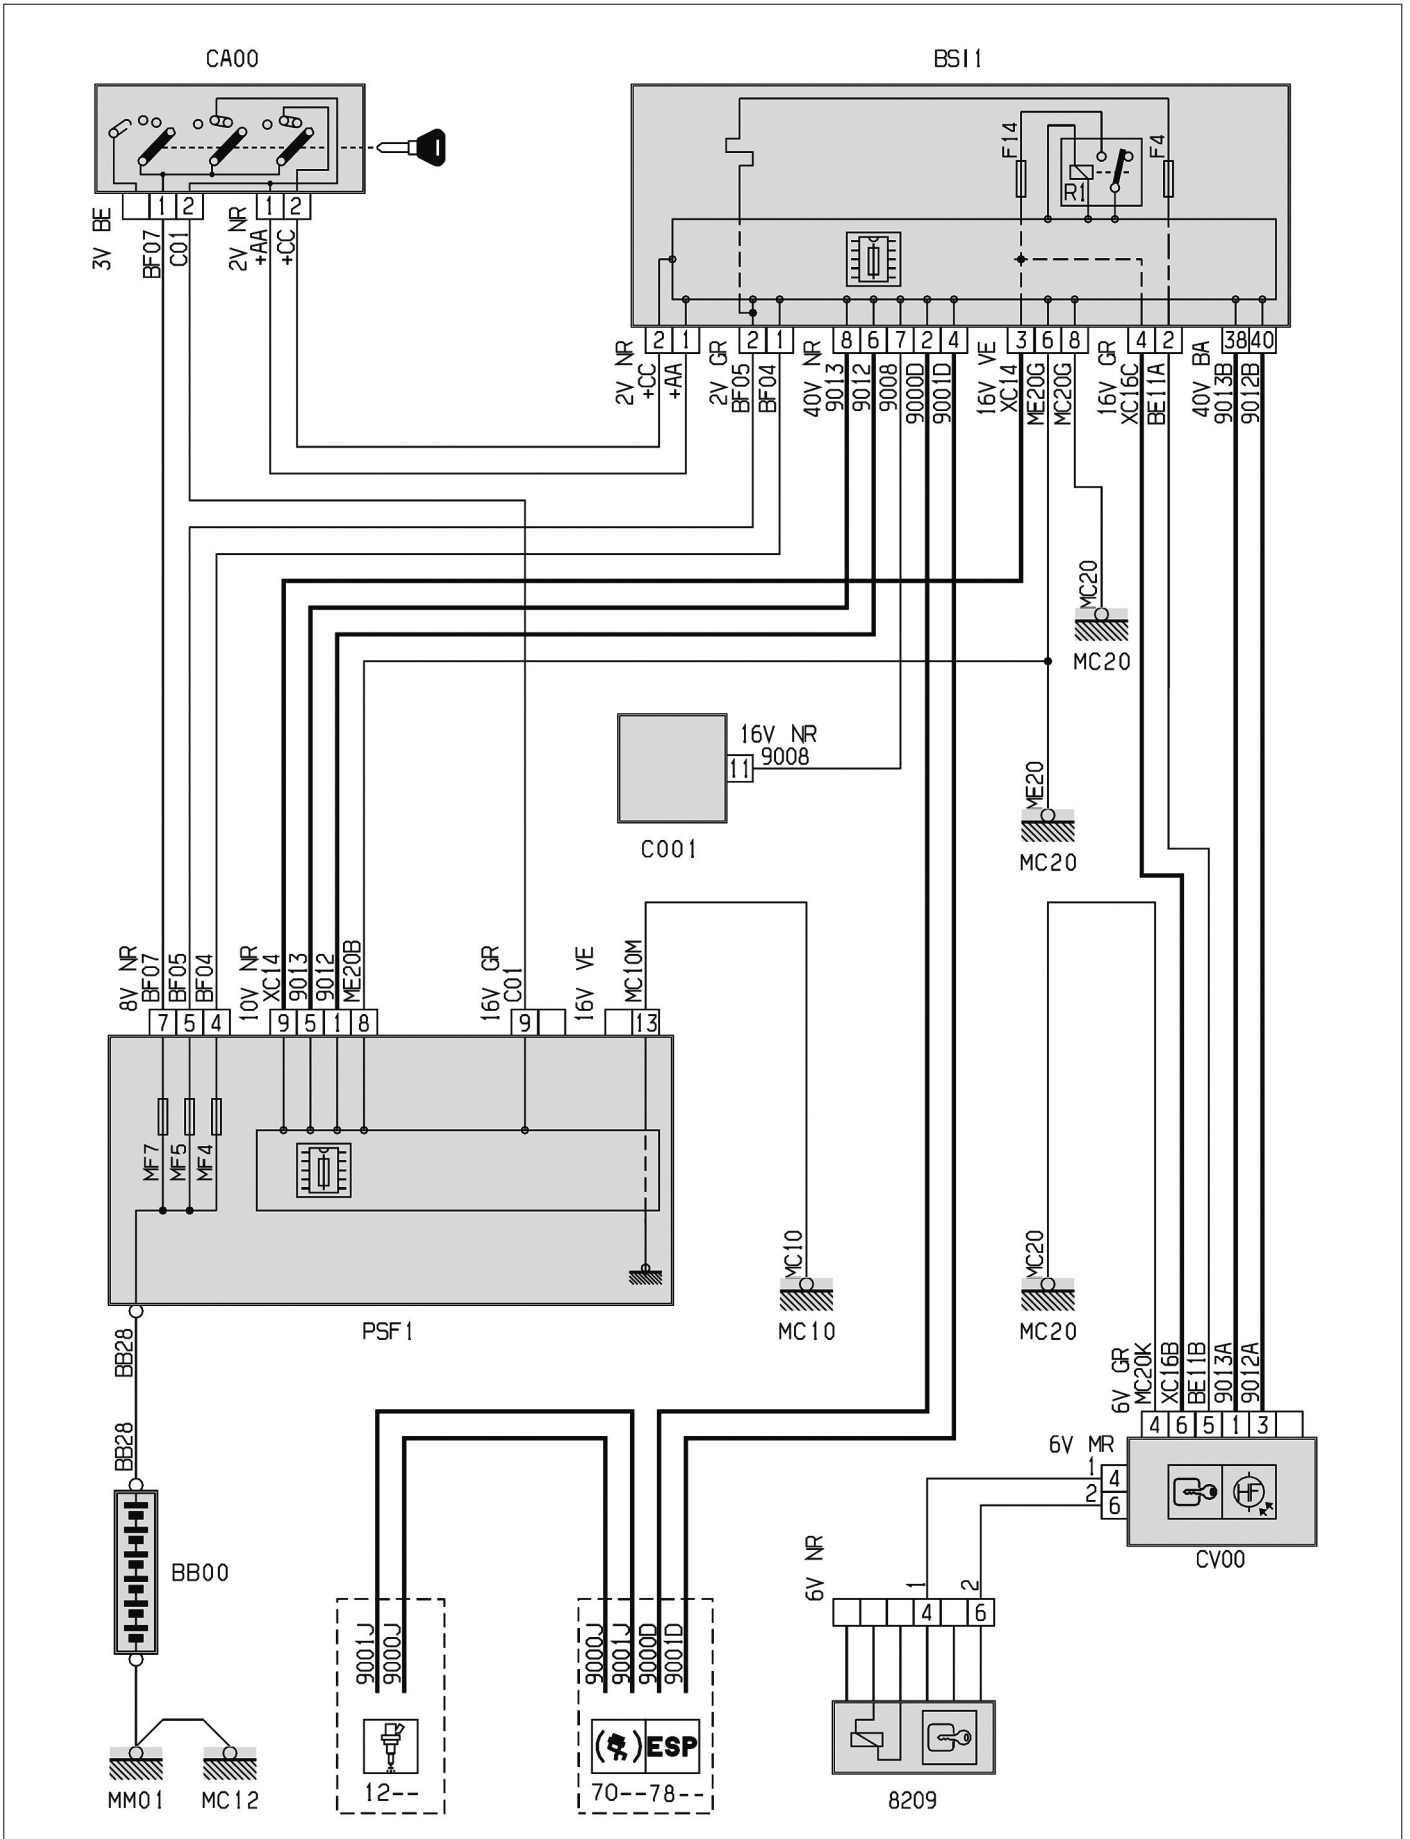 CA00
BSI1
F14
F4
R1
1
2
1
2
3V BE
BF07
C01
2V NR
+AA
+CC
2
1
2
1
8
6
7
2
4
3
6
8
4
2
38
40
2V NR
+CC
+AA
2V GR
BF05
BF04
40V NR
9013
9012
9008
9000D
9001D
16V VE
XC14
ME20G
MC20G
16V GR
XC16C
BE11A
40V BA
9013B
9012B
MC20
MC20
16V NR
11
9008
C001
ME20
MC20
8V NR
BF07
BF05
BF04
10V NR
XC14
9013
9012
ME20B
16V GR
C01
16V VE
MC10M
7
5
4
9
5
1
8
9
13
MF7
MF5
MF4
PSF1
MC10
MC10
MC20
MC20
BB28
BB28
6V GR
MC20K
XC16B
BE11B
9013A
9012A
4
6
5
1
3
6V MR
1
4
2
6
HF
CV00
BB00
6V NR
1
2
4
6
9001J
9000J
9000J
9001J
9000D
9001D
ESP
12--
70--78--
8209
MM01
MC12